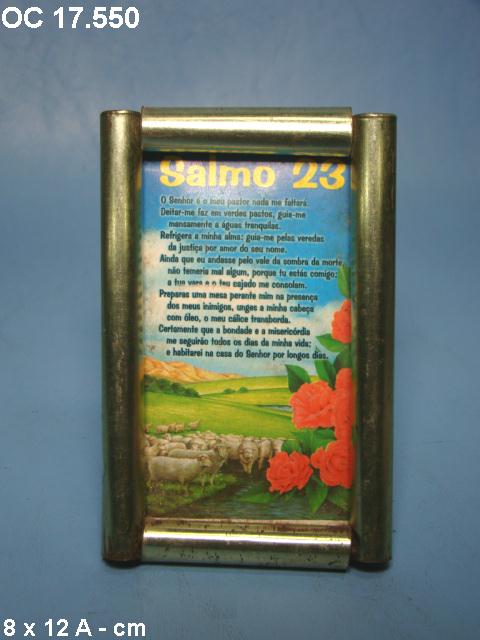 OC 17.550
Salmo 23
O Senhor é o meu pastor nada me faltará.
Deitar-me faz em verdes pastos, guia-me
mansamente a águas tranquilas.
Refrigera a minha alma: guia-me pelas veredas
da justiça por amor do seu nome.
Ainda que eu andasse pelo vale da sombra da morte
não temeria mal algum, porque tu estás comigo;
a tua vara e o teu cajado me consolam.
Preparas uma mesa perante mim na presença
dos meus inimigos, unges a minha cabeça
com óleo, o meu cálice transborda.
Certamente que a bondade e a misericórdia
me seguirão todos os dias da minha vida;
e habitarei na casa do Senhor por longos dias.
8 x 12 A - cm